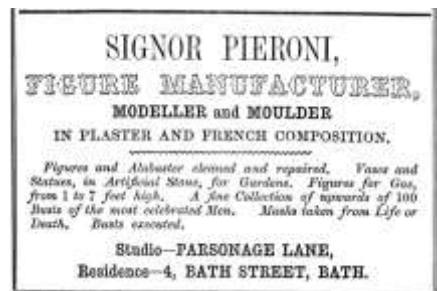 SIGNOR PIERONI,
FIGURE MANUFACTURER,
MODELLER and MOULDER
IN PLASTER AND FRENCH COMPOSITION.
Figures and Alabaster cleaned and repaired. Vases and
Statues, in Artificial Stone, for Gardens. Figures for Gas,
from 1 to 7 feet high. A fine Collection of upwards of 100
Busts of the most celebrated Men. Masks taken from Life or
Death. Busts executed.
Studio—PARSONAGE LANE,
Residence—4, BATH STREET, BATH.